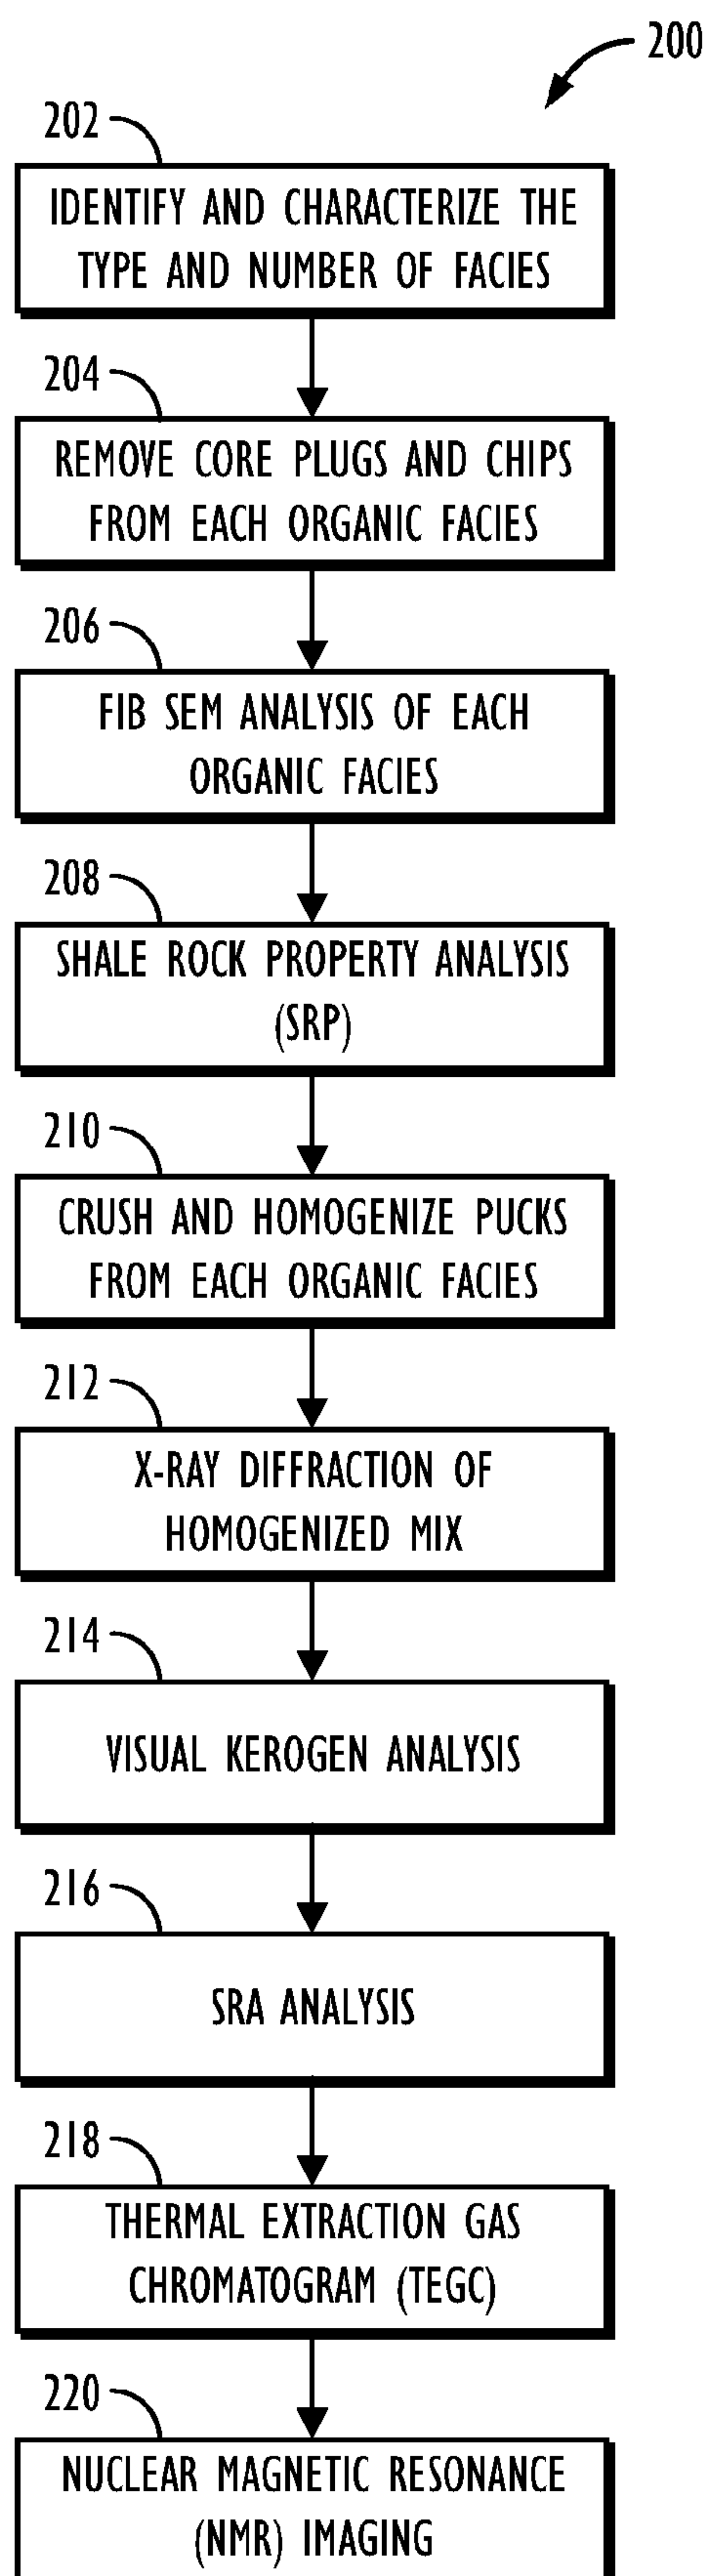 200
202
IDENTIFY AND CHARACTERIZE THE
TYPE AND NUMBER OF FACIES
204
REMOVE CORE PLUGS AND CHIPS
FROM EACH ORGANIC FACIES
206
FIB SEM ANALYSIS OF EACH
ORGANIC FACIES
208
SHALE ROCK PROPERTY ANALYSIS
(SRP)
210
CRUSH AND HOMOGENIZE PUCKS
FROM EACH ORGANIC FACIES
212
X-RAY DIFFRACTION OF
HOMOGENIZED MIX
214
VISUAL KEROGEN ANALYSIS
216
SRA ANALYSIS
218
THERMAL EXTRACTION GAS
CHROMATOGRAM (TEGC)
220
NUCLEAR MAGNETIC RESONANCE
(NMR) IMAGING